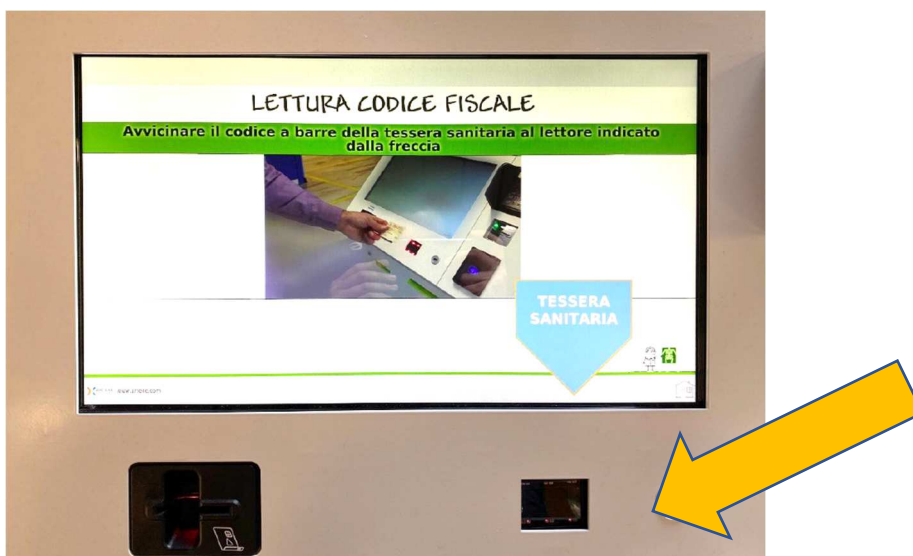 LETTURA CODICE FISCALE
Avvicinare il codice a barre della tessera sanitaria al lettore indicato
dalla freccia
TESSERA
SANITARIA